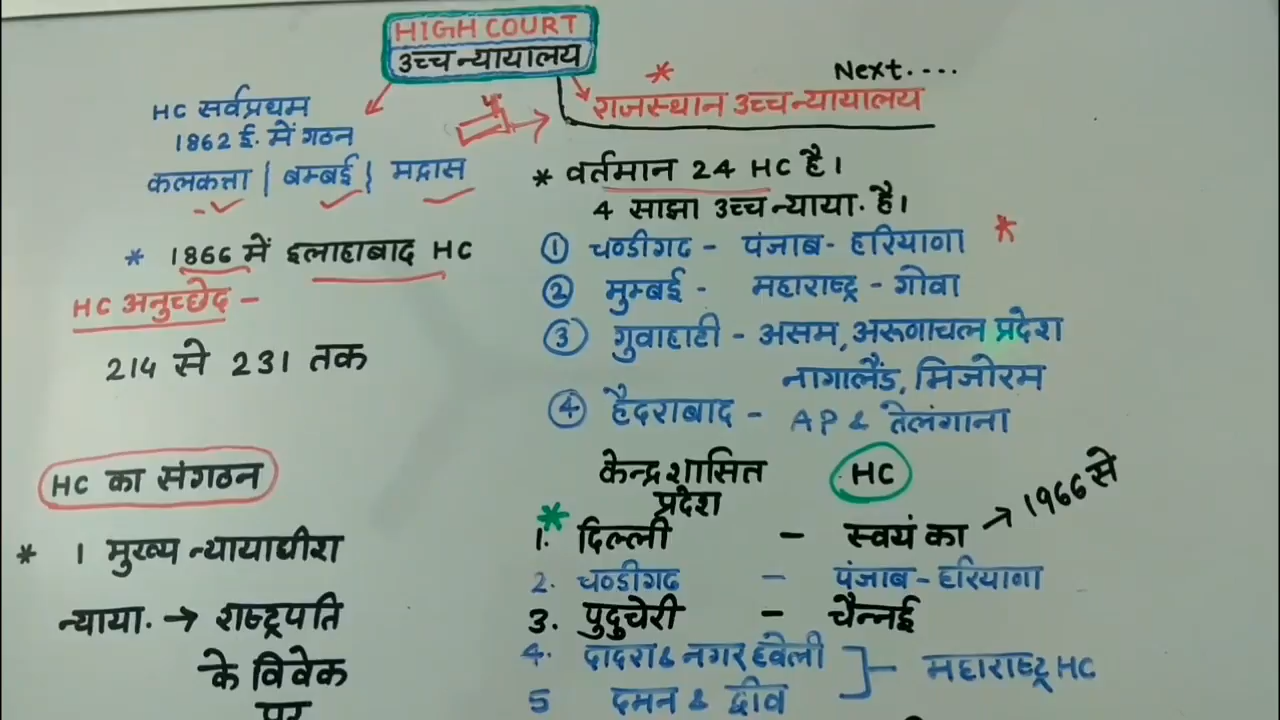 HIGH COURT
उच्च न्यायालय
Next....
* राजस्थान उच्च न्यायालय
HC सर्वप्रथम
1862 ई. में गठन
कलकत्ता | बम्बई | मद्रास
* 1866 में इलाहाबाद HC
HC अनुच्छेद -
214 से 231 तक
HC का संगठन
* 1 मुख्य न्यायाधीश
न्याया. → राष्ट्रपति
के विवेक
पर
* वर्तमान 24 HC है।
4 साझा उच्च न्याया. है।
① चण्डीगढ - पंजाब - हरियाणा *
② मुम्बई - महाराष्ट्र - गोवा
③ गुवाहाटी - असम, अरूणाचल प्रदेश
नागालैंड, मिजोरम
④ हैदराबाद - AP & तेलंगाना
केन्द्र शासित प्रदेश HC
* 1. दिल्ली - स्वयं का → 1966 से
2. चण्डीगढ - पंजाब - हरियाणा
3. पुदुचेरी - चैन्नई
4. दादरा & नगर हवेली
5 दमन & द्वीव
महाराष्ट्र HC